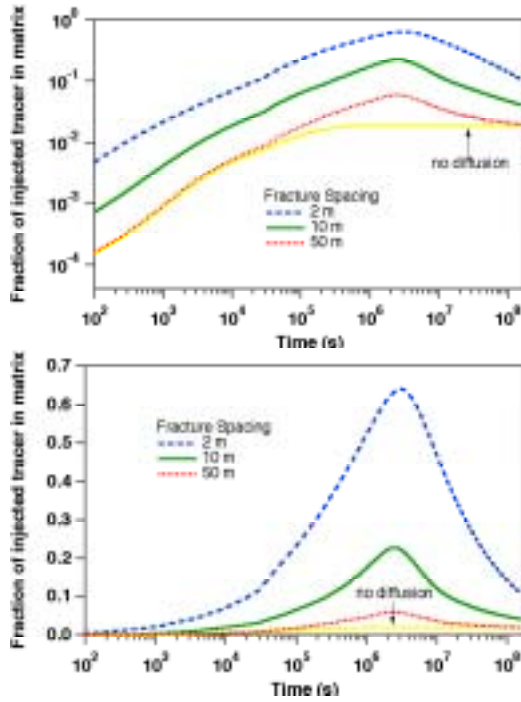 Fraction of injected tracer in matrix
10^0
10^-1
10^-2
10^-3
10^-4
no diffusion
Fracture Spacing
2 m
10 m
50 m
10^2 10^3 10^4 10^5 10^6 10^7 10^8
Time (s)
Fraction of injected tracer in matrix
0.7
0.6
0.5
0.4
0.3
0.2
0.1
0.0
Fracture Spacing
2 m
10 m
50 m
no diffusion
10^2 10^3 10^4 10^5 10^6 10^7 10^8
Time (s)